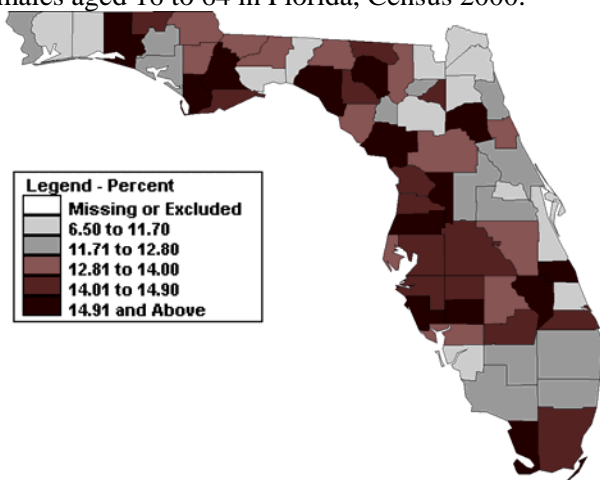 males aged 16 to 64 in Florida, Census 2000.
Legend - Percent
Missing or Excluded
6.50 to 11.70
11.71 to 12.80
12.81 to 14.00
14.01 to 14.90
14.91 and Above